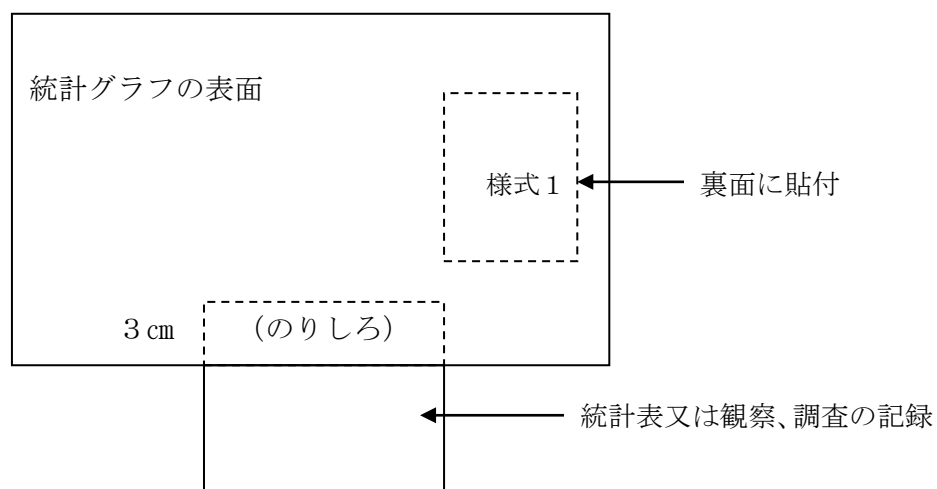 統計グラフの表面
様式１
裏面に貼付
３㎝
(のりしろ)
統計表又は観察、調査の記録